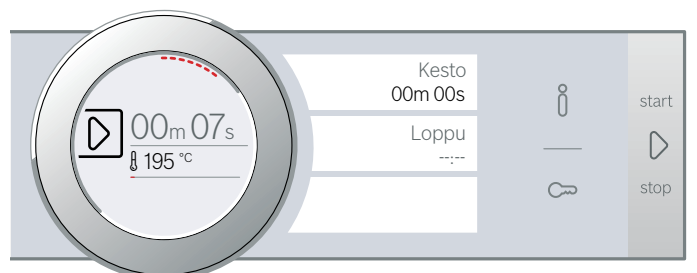 00m 07s
195 °C
Kesto
00m 00s
Loppu
--:--
start
stop